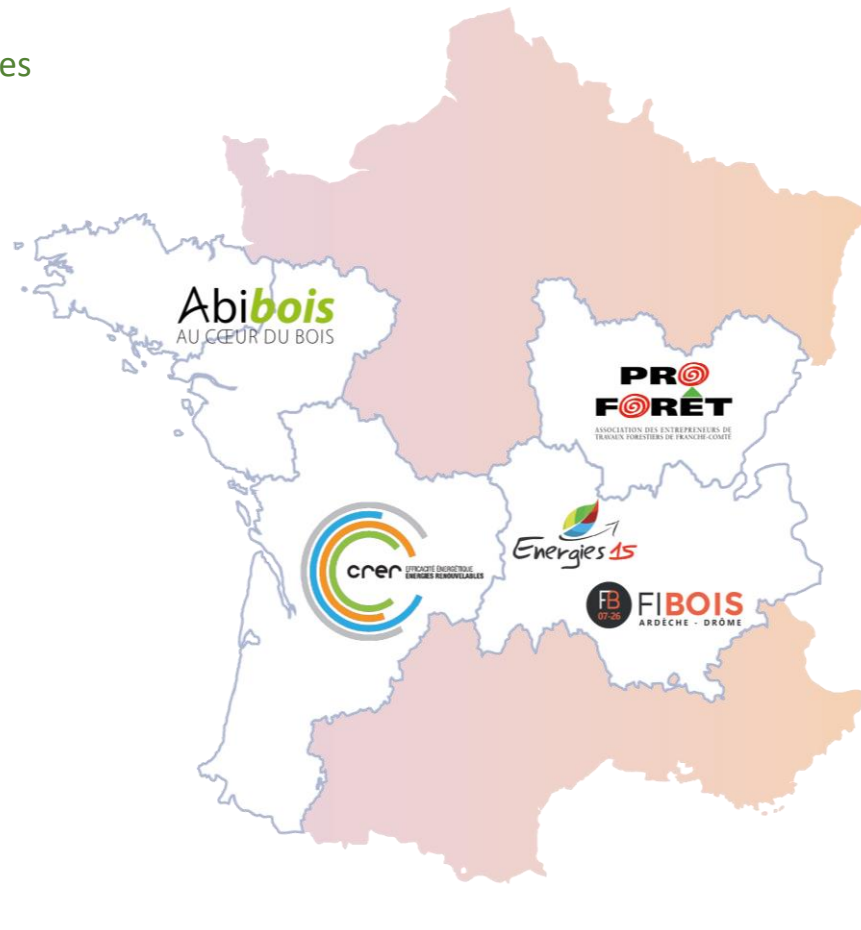 es
Abibois
AU CŒUR DU BOIS
PRO
FORÊT
ASSOCIATION DES ENTREPRENEURS DE
TRAVAUX FORESTIERS DE FRANCHE-COMTÉ
crer
EFFICACITÉ ÉNERGÉTIQUE
ÉNERGIES RENOUVELABLES
Energies 15
FB
07-26
FIBOIS
ARDÈCHE - DRÔME